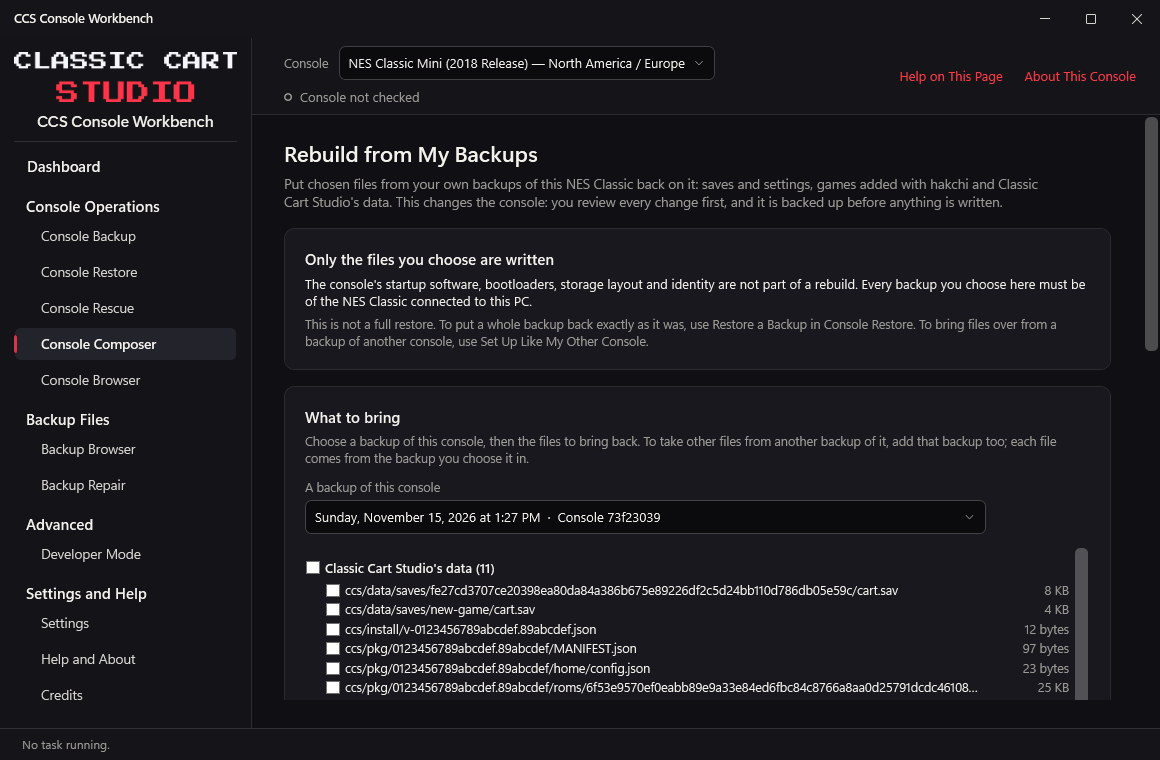 CCS Console Workbench
CLASSIC CART
STUDIO
CCS Console Workbench
Dashboard
Console Operations
Console Backup
Console Restore
Console Rescue
Console Composer
Console Browser
Backup Files
Backup Browser
Backup Repair
Advanced
Developer Mode
Settings and Help
Settings
Help and About
Credits
Console
NES Classic Mini (2018 Release) — North America / Europe
Console not checked
Help on This Page
About This Console
Rebuild from My Backups
Put chosen files from your own backups of this NES Classic back on it: saves and settings, games added with hakchi and Classic
Cart Studio's data. This changes the console: you review every change first, and it is backed up before anything is written.
Only the files you choose are written
The console's startup software, bootloaders, storage layout and identity are not part of a rebuild. Every backup you choose here must be
of the NES Classic connected to this PC.
This is not a full restore. To put a whole backup back exactly as it was, use Restore a Backup in Console Restore. To bring files over from a
backup of another console, use Set Up Like My Other Console.
What to bring
Choose a backup of this console, then the files to bring back. To take other files from another backup of it, add that backup too; each file
comes from the backup you choose it in.
A backup of this console
Sunday, November 15, 2026 at 1:27 PM · Console 73f23039
Classic Cart Studio's data (11)
ccs/data/saves/fe27cd3707ce20398ea80da84a386b675e89226df2c5d24bb110d786db05e59c/cart.sav 8 KB
ccs/data/saves/new-game/cart.sav 4 KB
ccs/install/v-0123456789abcdef.89abcdef.json 12 bytes
ccs/pkg/0123456789abcdef.89abcdef/MANIFEST.json 97 bytes
ccs/pkg/0123456789abcdef.89abcdef/home/config.json 23 bytes
ccs/pkg/0123456789abcdef.89abcdef/roms/6f53e9570ef0eabb89e9a33e84ed6fbc84c8766a8aa0d25791dcdc46108... 25 KB
No task running.